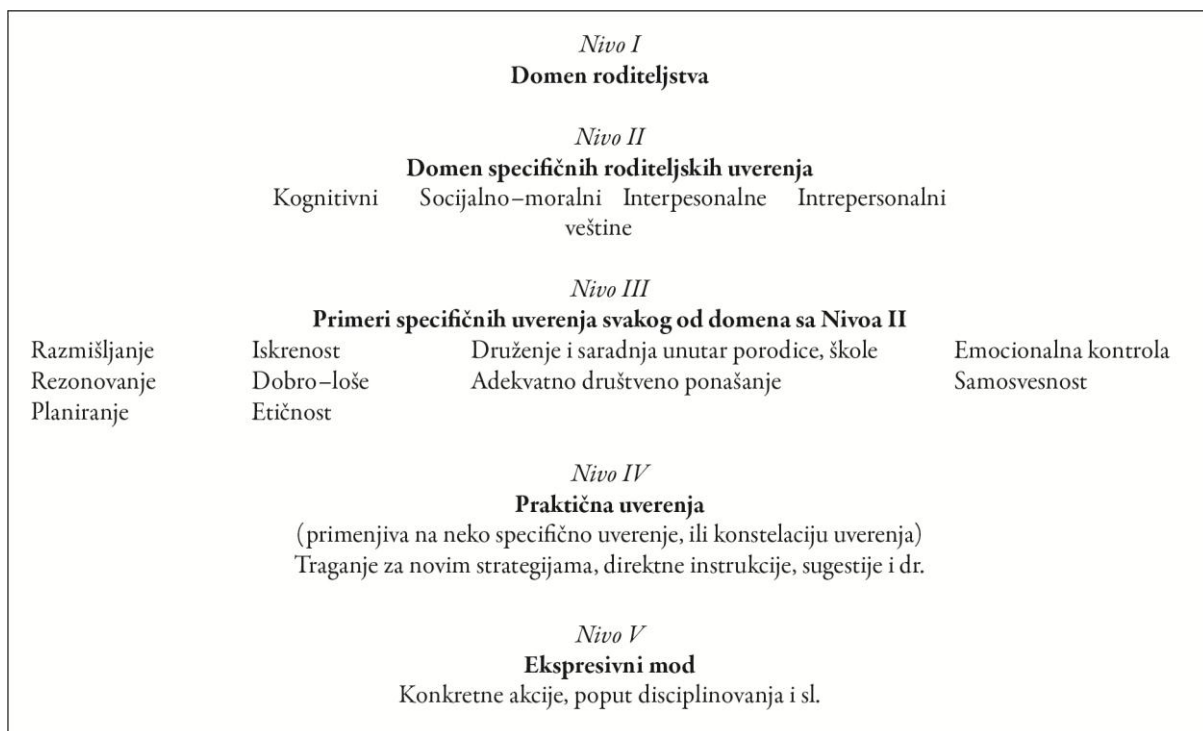 Nivo I
Domen roditeljstva
Nivo II
Domen specifičnih roditeljskih uverenja
Kognitivni Socijalno–moralni Interpesonalne Intrepersonalni
veštine
Nivo III
Primeri specifičnih uverenja svakog od domena sa Nivoa II
Razmišljanje Iskrenost Druženje i saradnja unutar porodice, škole Emocionalna kontrola
Rezonovanje Dobro–loše Adekvatno društveno ponašanje Samosvesnost
Planiranje Etičnost
Nivo IV
Praktična uverenja
(primenjiva na neko specifično uverenje, ili konstelaciju uverenja)
Traganje za novim strategijama, direktne instrukcije, sugestije i dr.
Nivo V
Ekspresivni mod
Konkretne akcije, poput disciplinovanja i sl.